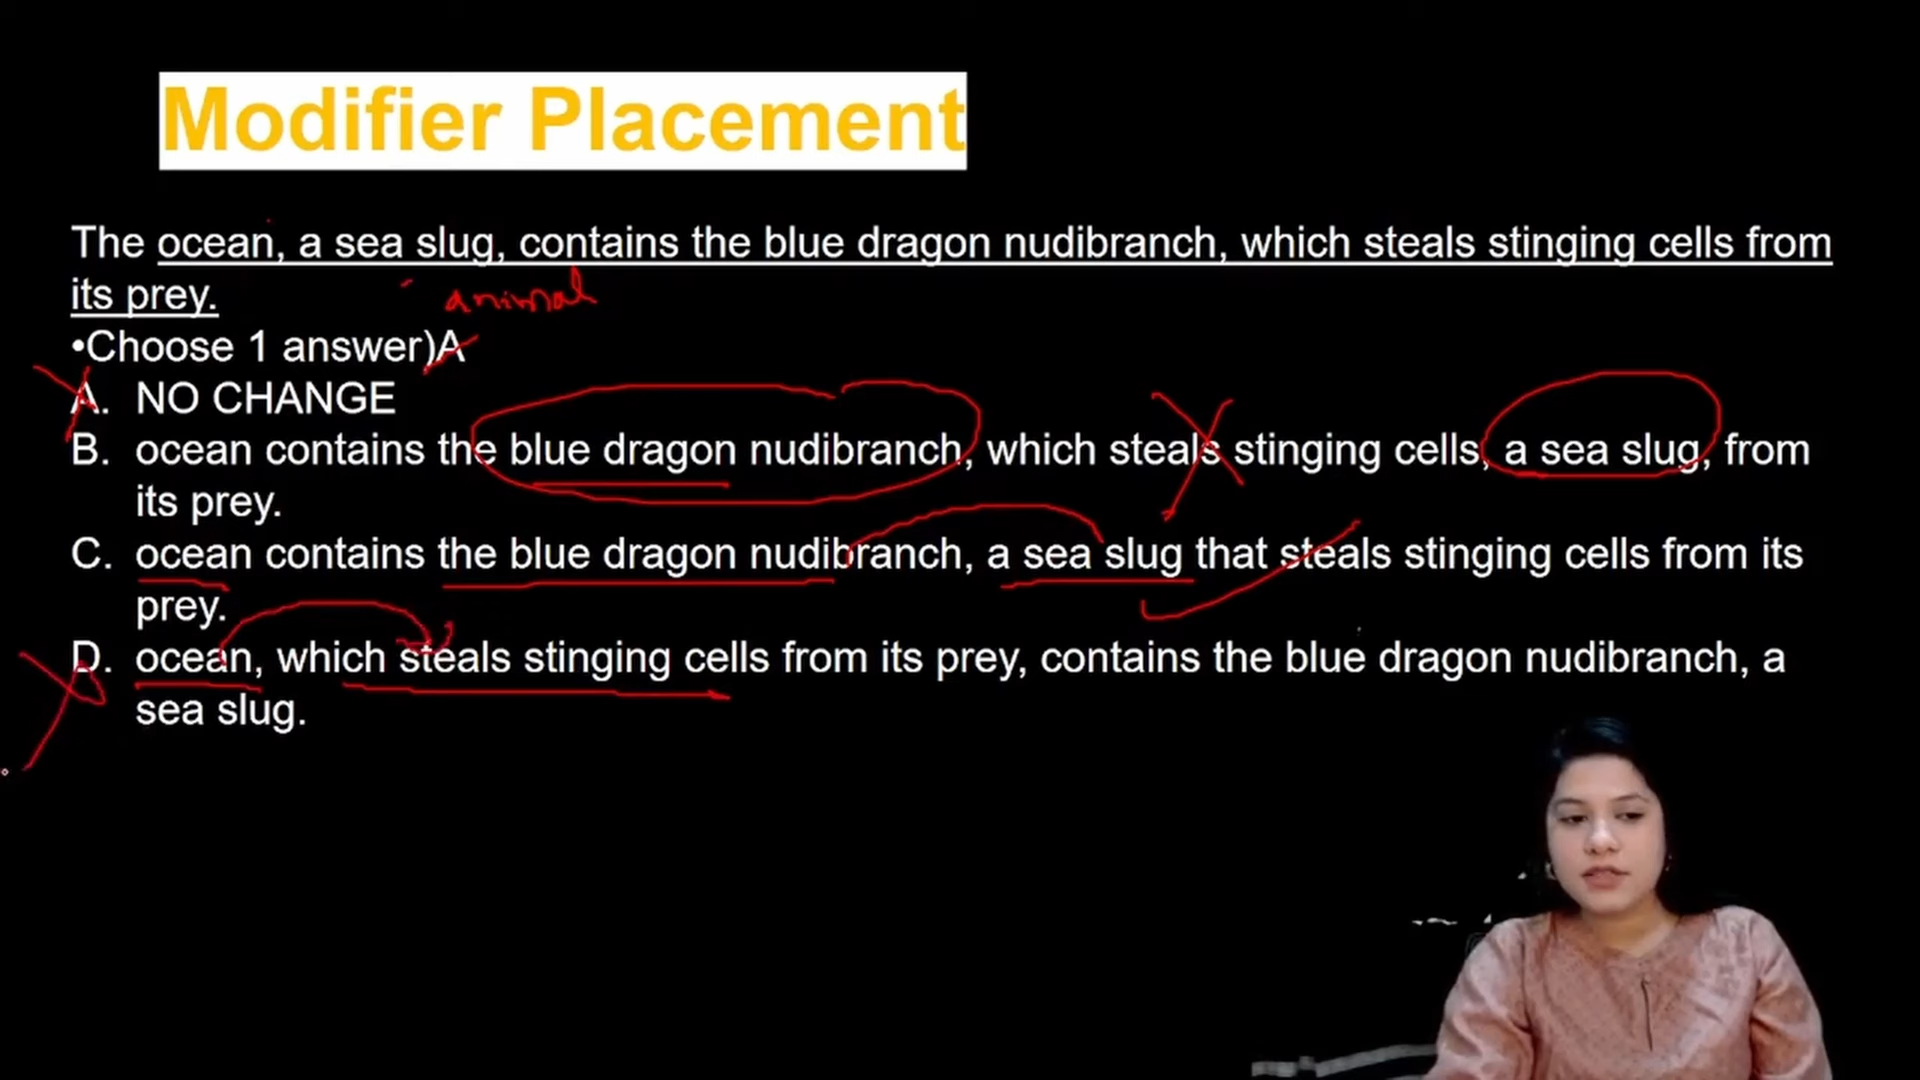 Modifier Placement
The ocean, a sea slug, contains the blue dragon nudibranch, which steals stinging cells from
its prey.
animal
•Choose 1 answer)A
A. NO CHANGE
B. ocean contains the blue dragon nudibranch, which steals stinging cells, a sea slug, from
its prey.
C. ocean contains the blue dragon nudibranch, a sea slug that steals stinging cells from its
prey.
D. ocean, which steals stinging cells from its prey, contains the blue dragon nudibranch, a
sea slug.